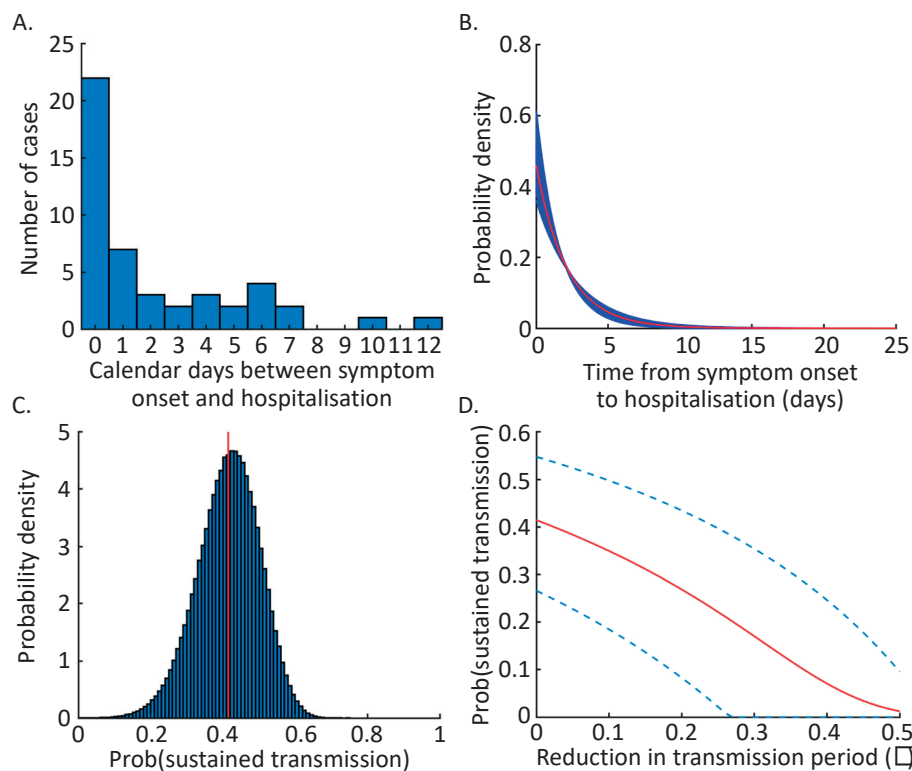 A.
25
20
15
10
5
0
Number of cases
0 1 2 3 4 5 6 7 8 9 10 11 12
Calendar days between symptom
onset and hospitalisation
B.
0.8
0.6
0.4
0.2
0.0
Probability density
0 5 10 15 20 25
Time from symptom onset
to hospitalisation (days)
C.
5
4
3
2
1
0
Probability density
0 0.2 0.4 0.6 0.8 1
Prob(sustained transmission)
D.
0.6
0.5
0.4
0.3
0.2
0.1
0
Prob(sustained transmission)
0 0.1 0.2 0.3 0.4 0.5
Reduction in transmission period (□)